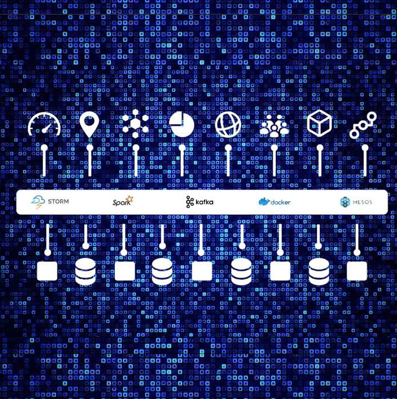 STORM
Spark
kafka
docker
MESOS